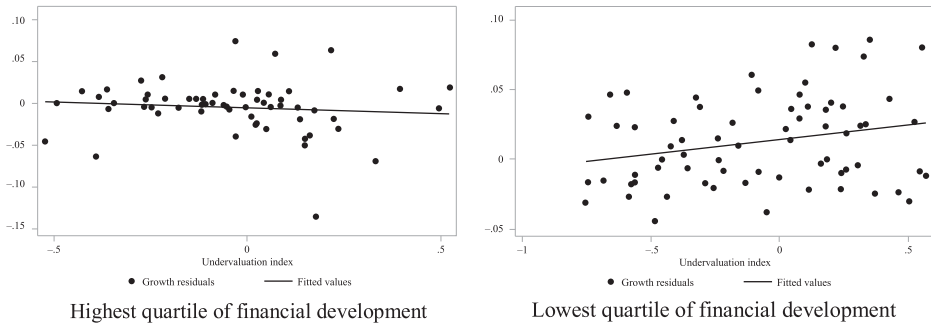 .10
.05
0
–.05
–.10
–.15
–.5
0
.5
Undervaluation index
Growth residuals
Fitted values
Highest quartile of financial development
.10
.05
0
–.05
–1
–.5
0
.5
Undervaluation index
Growth residuals
Fitted values
Lowest quartile of financial development